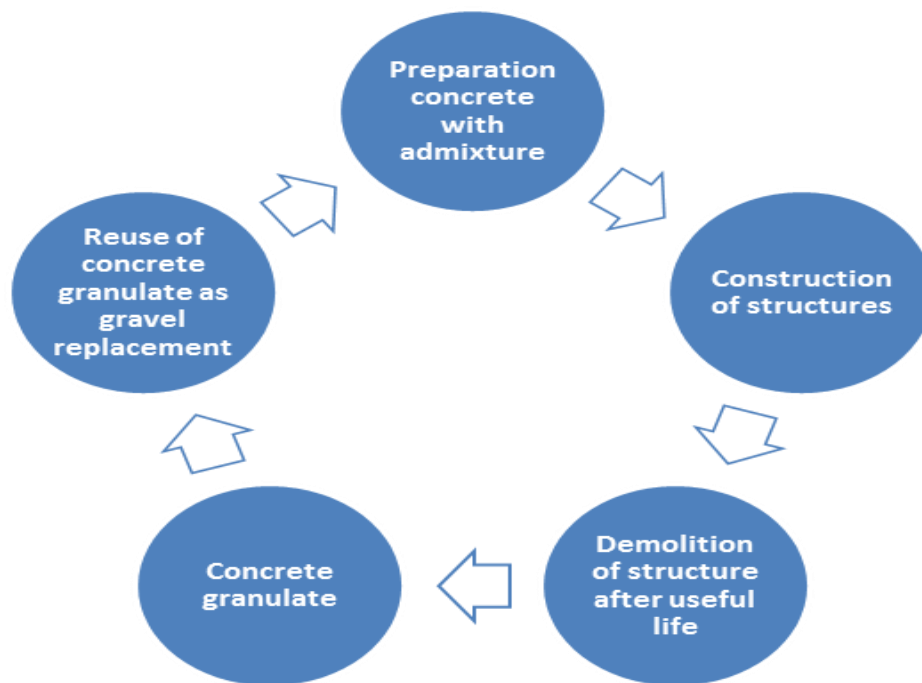 Preparation
concrete
with
admixture
Construction
of structures
Demolition
of structure
after useful
life
Concrete
granulate
Reuse of
concrete
granulate as
gravel
replacement